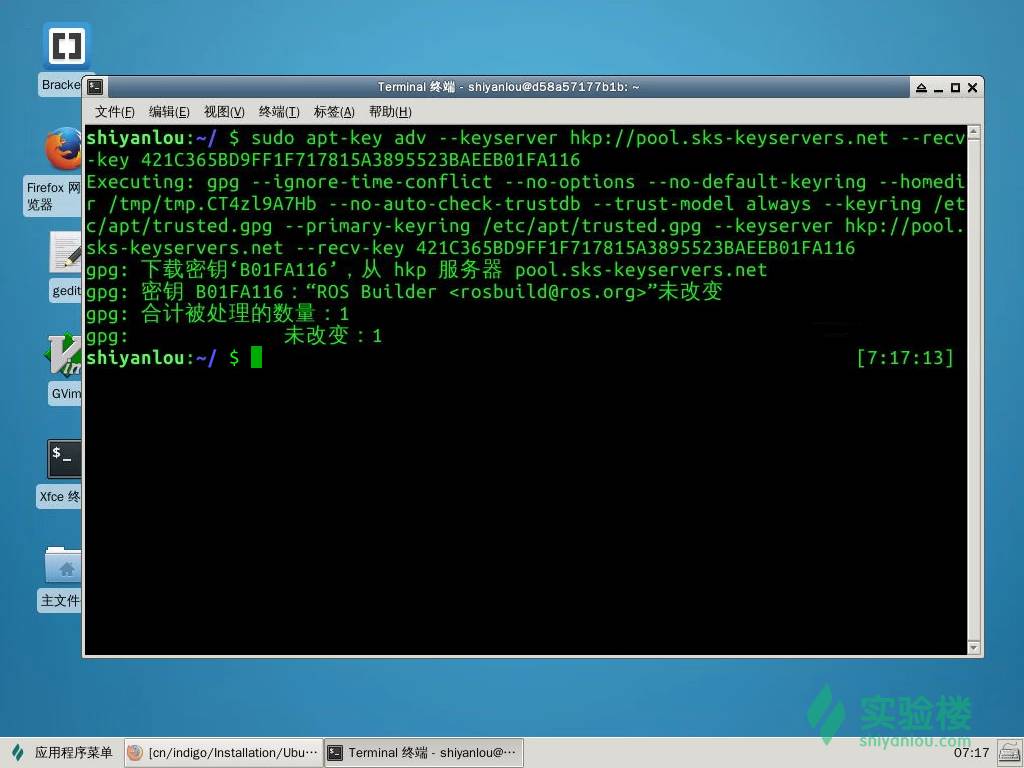 Bracke
Firefox 网
览器
gedit
GVim
Xfce 终
主文件
Terminal 终端 - shiyanlou@d58a57177b1b: ~
文件(F) 编辑(E) 视图(V) 终端(T) 标签(A) 帮助(H)
shiyanlou:~/ $ sudo apt-key adv --keyserver hkp://pool.sks-keyservers.net --recv
-key 421C365BD9FF1F717815A3895523BAEEB01FA116
Executing: gpg --ignore-time-conflict --no-options --no-default-keyring --homedi
r /tmp/tmp.CT4zl9A7Hb --no-auto-check-trustdb --trust-model always --keyring /et
c/apt/trusted.gpg --primary-keyring /etc/apt/trusted.gpg --keyserver hkp://pool.
sks-keyservers.net --recv-key 421C365BD9FF1F717815A3895523BAEEB01FA116
gpg: 下载密钥‘B01FA116’，从 hkp 服务器 pool.sks-keyservers.net
gpg: 密钥 B01FA116：“ROS Builder <rosbuild@ros.org>”未改变
gpg: 合计被处理的数量：1
gpg:              未改变：1
shiyanlou:~/ $ [7:17:13]
实验楼
shiyanlou.com
应用程序菜单 [cn/indigo/Installation/Ubu… Terminal 终端 - shiyanlou@… 07:17